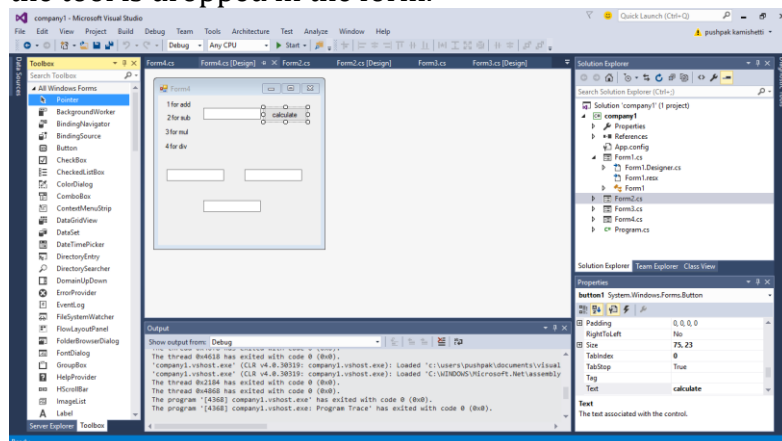 the tool is dropped in the form.
company1 - Microsoft Visual Studio
Quick Launch (Ctrl+Q)
File Edit View Project Build Debug Team Tools Architecture Test Analyze Window Help
pushpak kamishetti
Debug Any CPU Start
Data Sources
Toolbox
Search Toolbox
All Windows Forms
Pointer
BackgroundWorker
BindingNavigator
BindingSource
Button
CheckBox
CheckedListBox
ColorDialog
ComboBox
ContextMenuStrip
DataGridView
DataSet
DateTimePicker
DirectoryEntry
DirectorySearcher
DomainUpDown
ErrorProvider
EventLog
FileSystemWatcher
FlowLayoutPanel
FolderBrowserDialog
FontDialog
GroupBox
HelpProvider
HScrollBar
ImageList
Label
Server Explorer Toolbox
Form4.cs Form4.cs [Design] Form2.cs Form2.cs [Design] Form3.cs Form3.cs [Design]
Form4
1 for add
2 for sub
3 for mul
4 for div
calculate
Output
Show output from: Debug
The thread 0x4618 has exited with code 0 (0x0).
'company1.vshost.exe' (CLR v4.0.30319: company1.vshost.exe): Loaded 'c:\users\pushpak\documents\visual
'company1.vshost.exe' (CLR v4.0.30319: company1.vshost.exe): Loaded 'C:\WINDOWS\Microsoft.Net\assembly
The thread 0x2184 has exited with code 0 (0x0).
The thread 0x4868 has exited with code 0 (0x0).
The program '[4368] company1.vshost.exe' has exited with code 0 (0x0).
The program '[4368] company1.vshost.exe: Program Trace' has exited with code 0 (0x0).
Solution Explorer
Search Solution Explorer (Ctrl+;)
Solution 'company1' (1 project)
company1
Properties
References
App.config
Form1.cs
Form1.Designer.cs
Form1.resx
Form1
Form2.cs
Form3.cs
Form4.cs
Program.cs
Solution Explorer Team Explorer Class View
Properties
button1 System.Windows.Forms.Button
Padding 0, 0, 0, 0
RightToLeft No
Size 75, 23
TabIndex 0
TabStop True
Tag
Text calculate
Text
The text associated with the control.